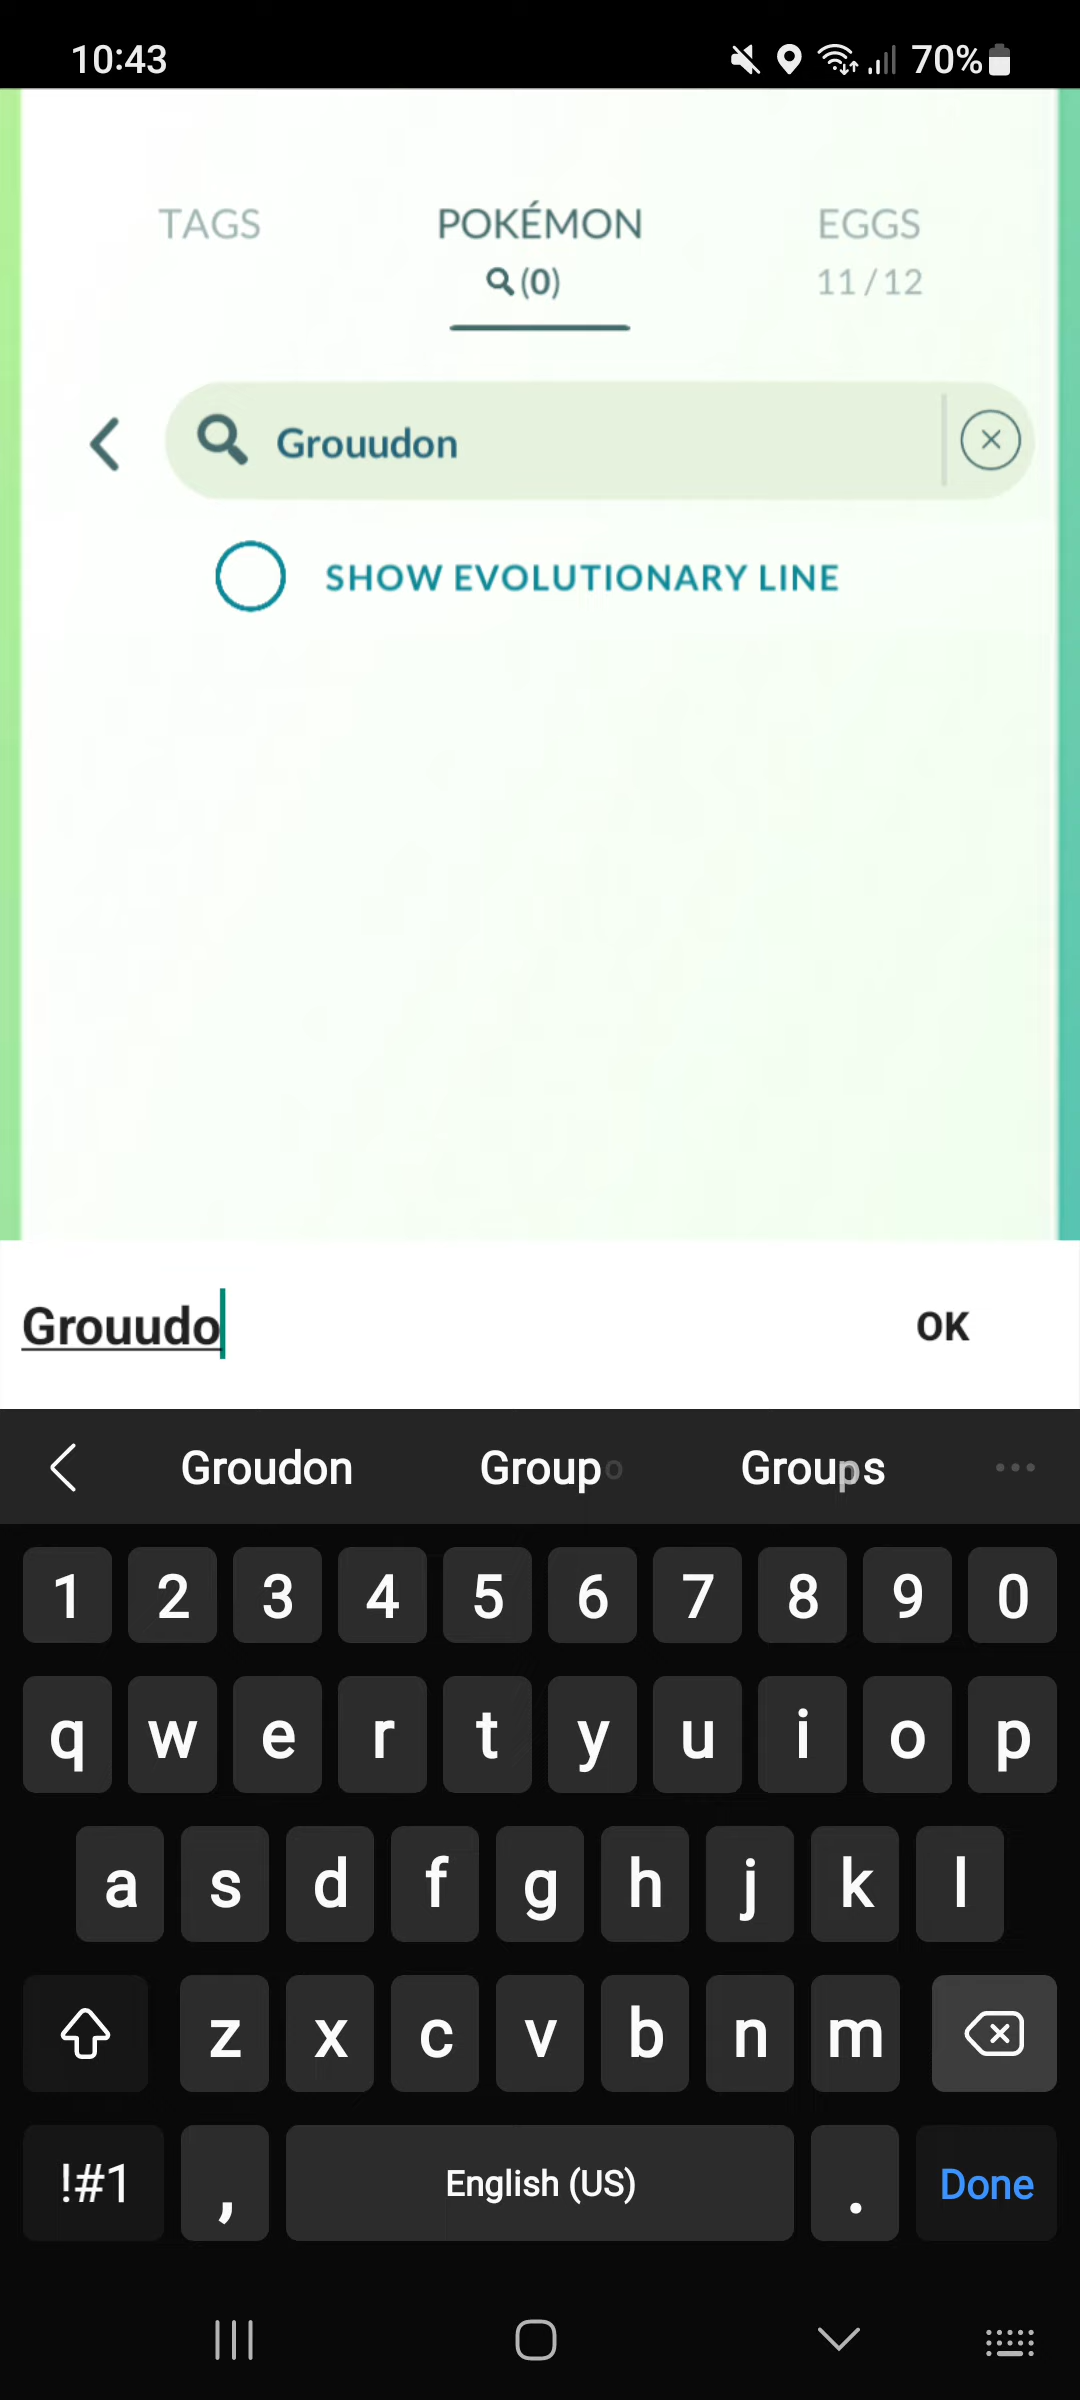 10:43
70%
TAGS
POKÉMON
EGGS
(0)
11/12
Grouudon
SHOW EVOLUTIONARY LINE
Grouudo
OK
Groudon
Groupo
Groups
1 2 3 4 5 6 7 8 9 0
q w e r t y u i o p
a s d f g h j k l
z x c v b n m
!#1
,
English (US)
.
Done